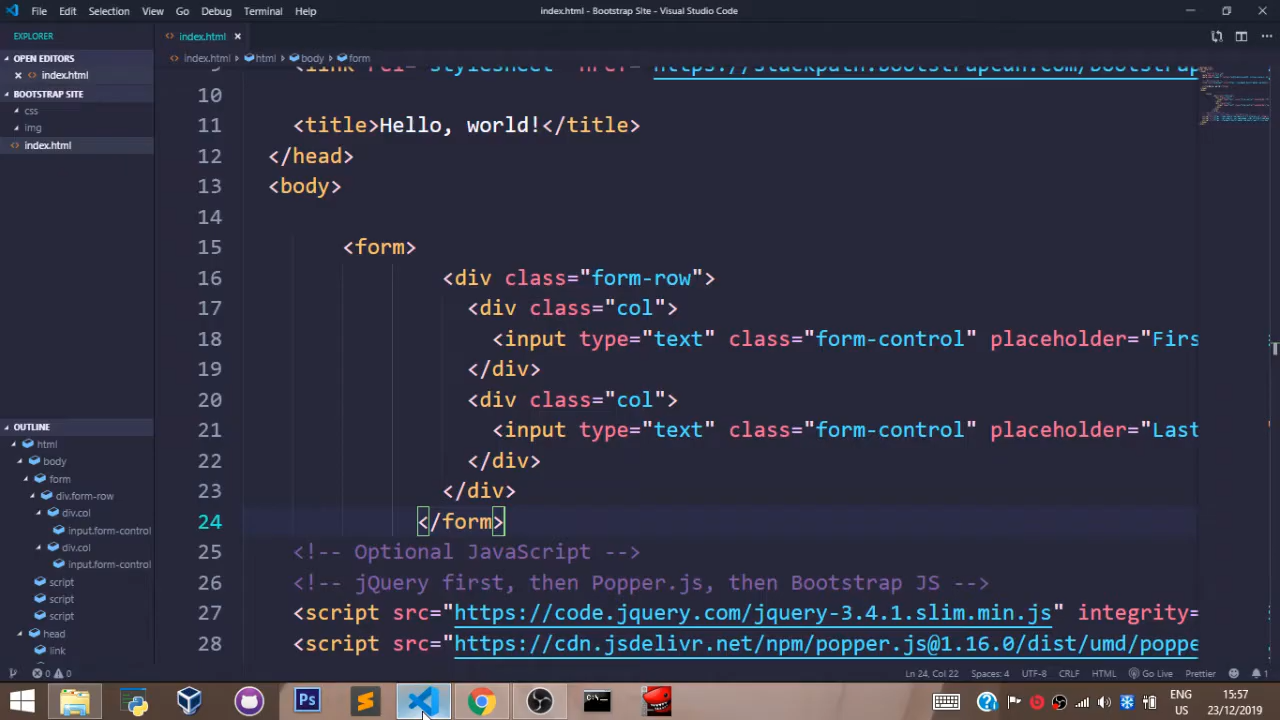 File Edit Selection View Go Debug Terminal Help
index.html - Bootstrap Site - Visual Studio Code
EXPLORER
OPEN EDITORS
index.html
BOOTSTRAP SITE
css
img
index.html
OUTLINE
html
body
form
div.form-row
div.col
input.form-control
div.col
input.form-control
script
script
script
head
link
index.html
index.html html body form
10
11 <title>Hello, world!</title>
12 </head>
13 <body>
14
15 <form>
16 <div class="form-row">
17 <div class="col">
18 <input type="text" class="form-control" placeholder="Firs
19 </div>
20 <div class="col">
21 <input type="text" class="form-control" placeholder="Last
22 </div>
23 </div>
24 </form>
25 <!-- Optional JavaScript -->
26 <!-- jQuery first, then Popper.js, then Bootstrap JS -->
27 <script src="https://code.jquery.com/jquery-3.4.1.slim.min.js" integrity=
28 <script src="https://cdn.jsdelivr.net/npm/popper.js@1.16.0/dist/umd/poppe
0 0
Ln 24, Col 22 Spaces: 4 UTF-8 CRLF HTML Go Live Prettier 1
Ps
ENG
US
15:57
23/12/2019